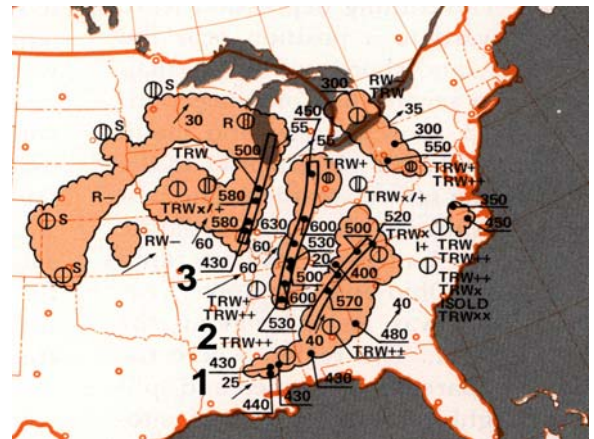 S
S
300
RW-
TRW
30
R
450
55
55
35
TRW
500
300
550
TRW+
TRW++
R-
S
TRW+
TRWx/+
580
TRWx/+
350
450
S
RW-
580
60
630
600
500
520
TRWx
I+
TRW
TRW++
60
530
20
430
60
3
500
400
TRW++
TRWx
ISOLD
TRWxx
TRW+
TRW++
600
570
40
2
530
480
TRW++
40
TRW++
1
430
25
430
430
440